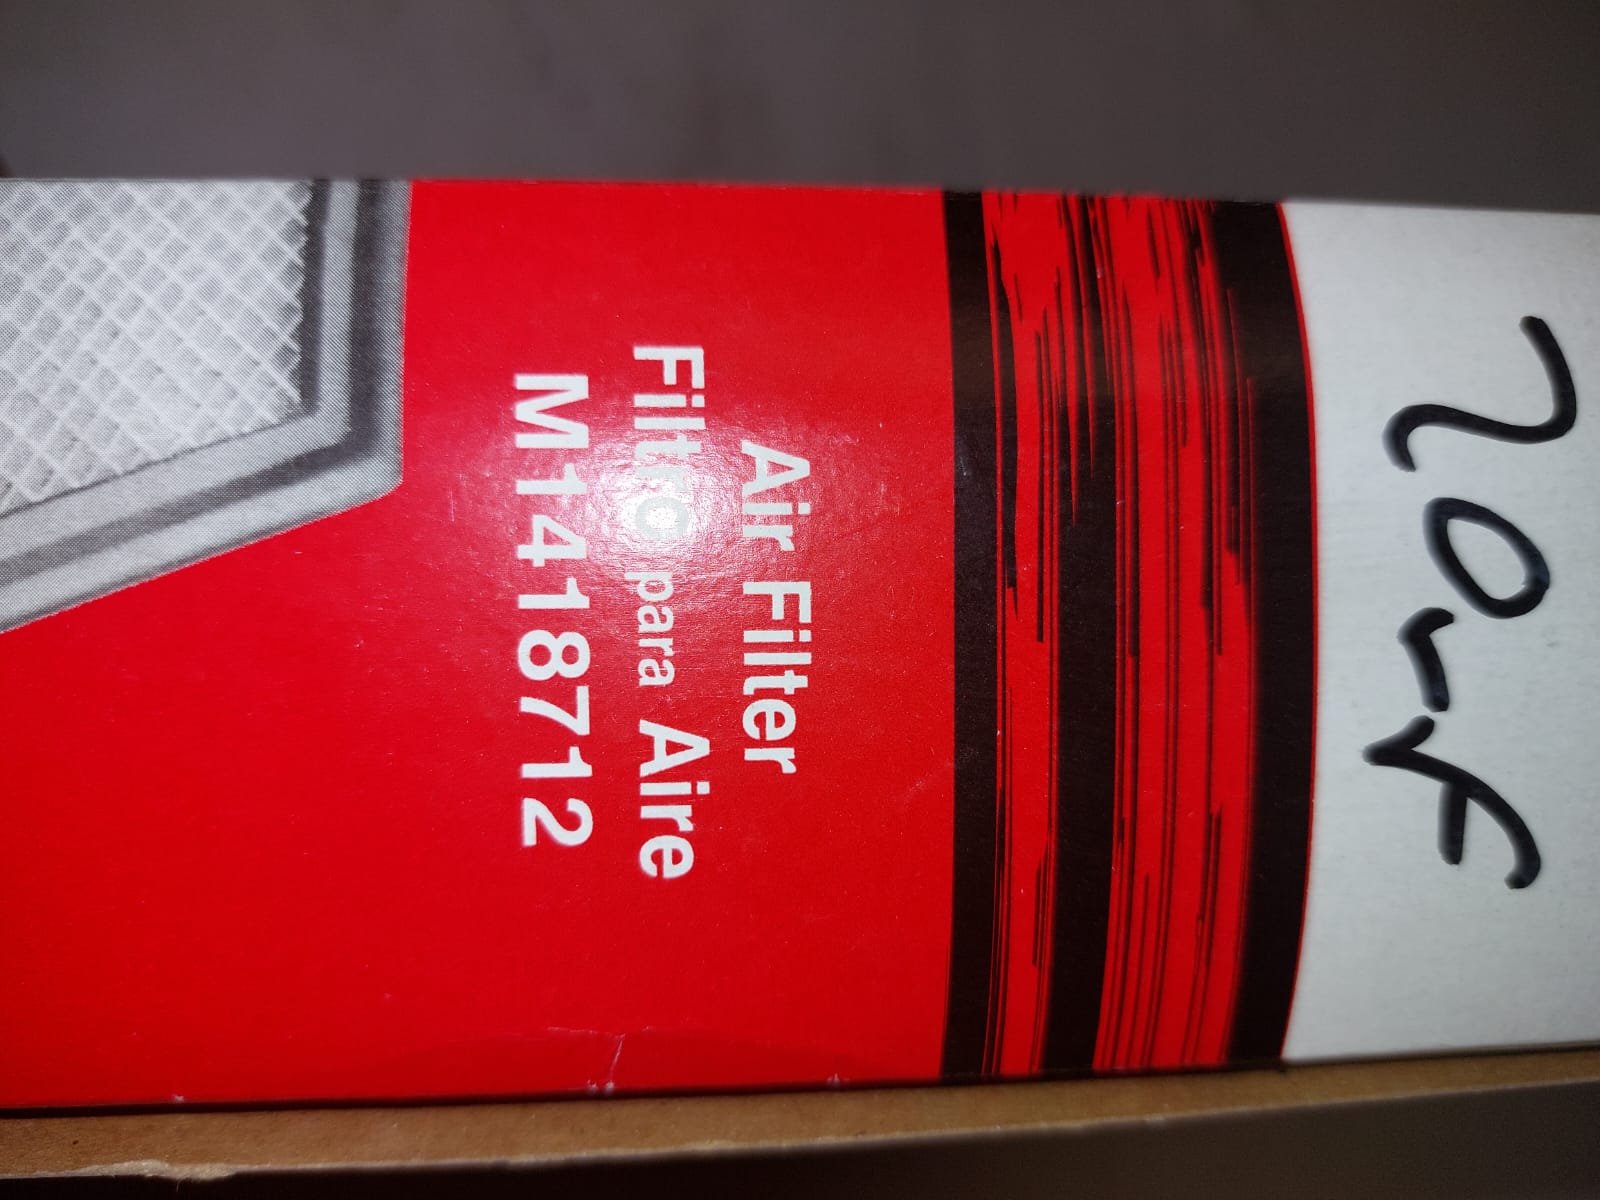 Air Filter
Filtro para Aire
M1418712